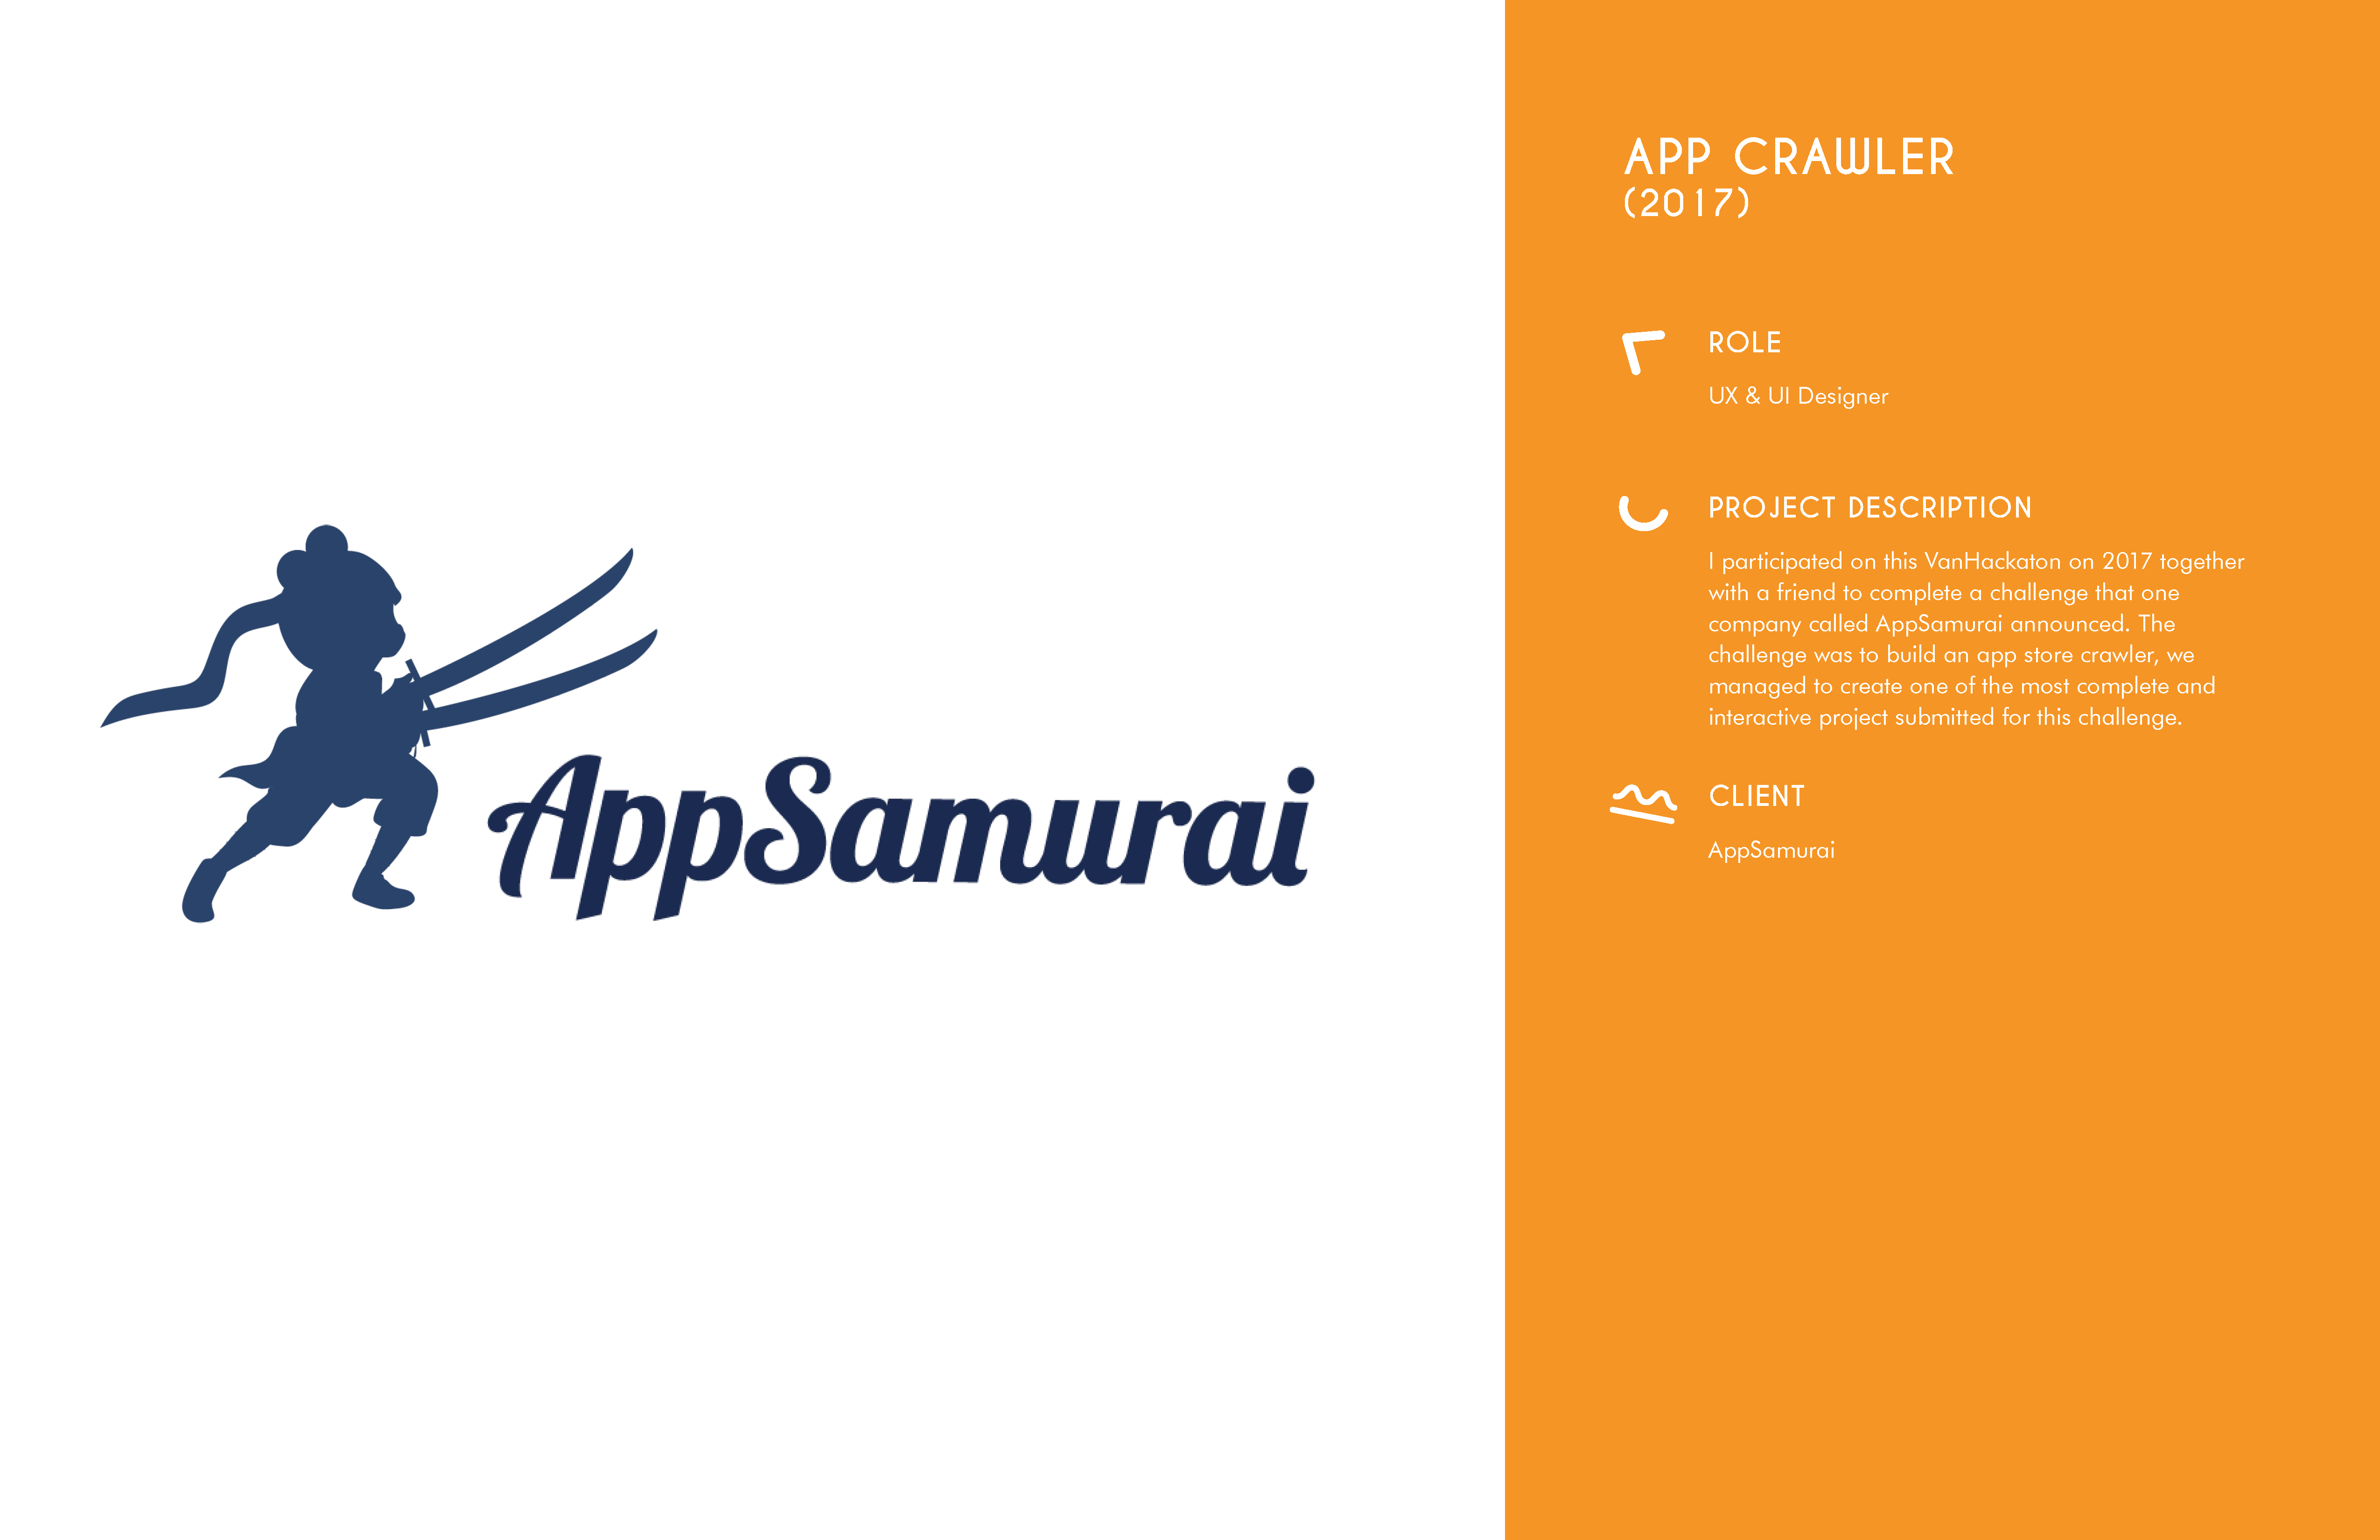 AppSamurai
APP CRAWLER
(2017)
ROLE
UX & UI Designer
PROJECT DESCRIPTION
I participated on this VanHackaton on 2017 together
with a friend to complete a challenge that one
company called AppSamurai announced. The
challenge was to build an app store crawler, we
managed to create one of the most complete and
interactive project submitted for this challenge.
CLIENT
AppSamurai